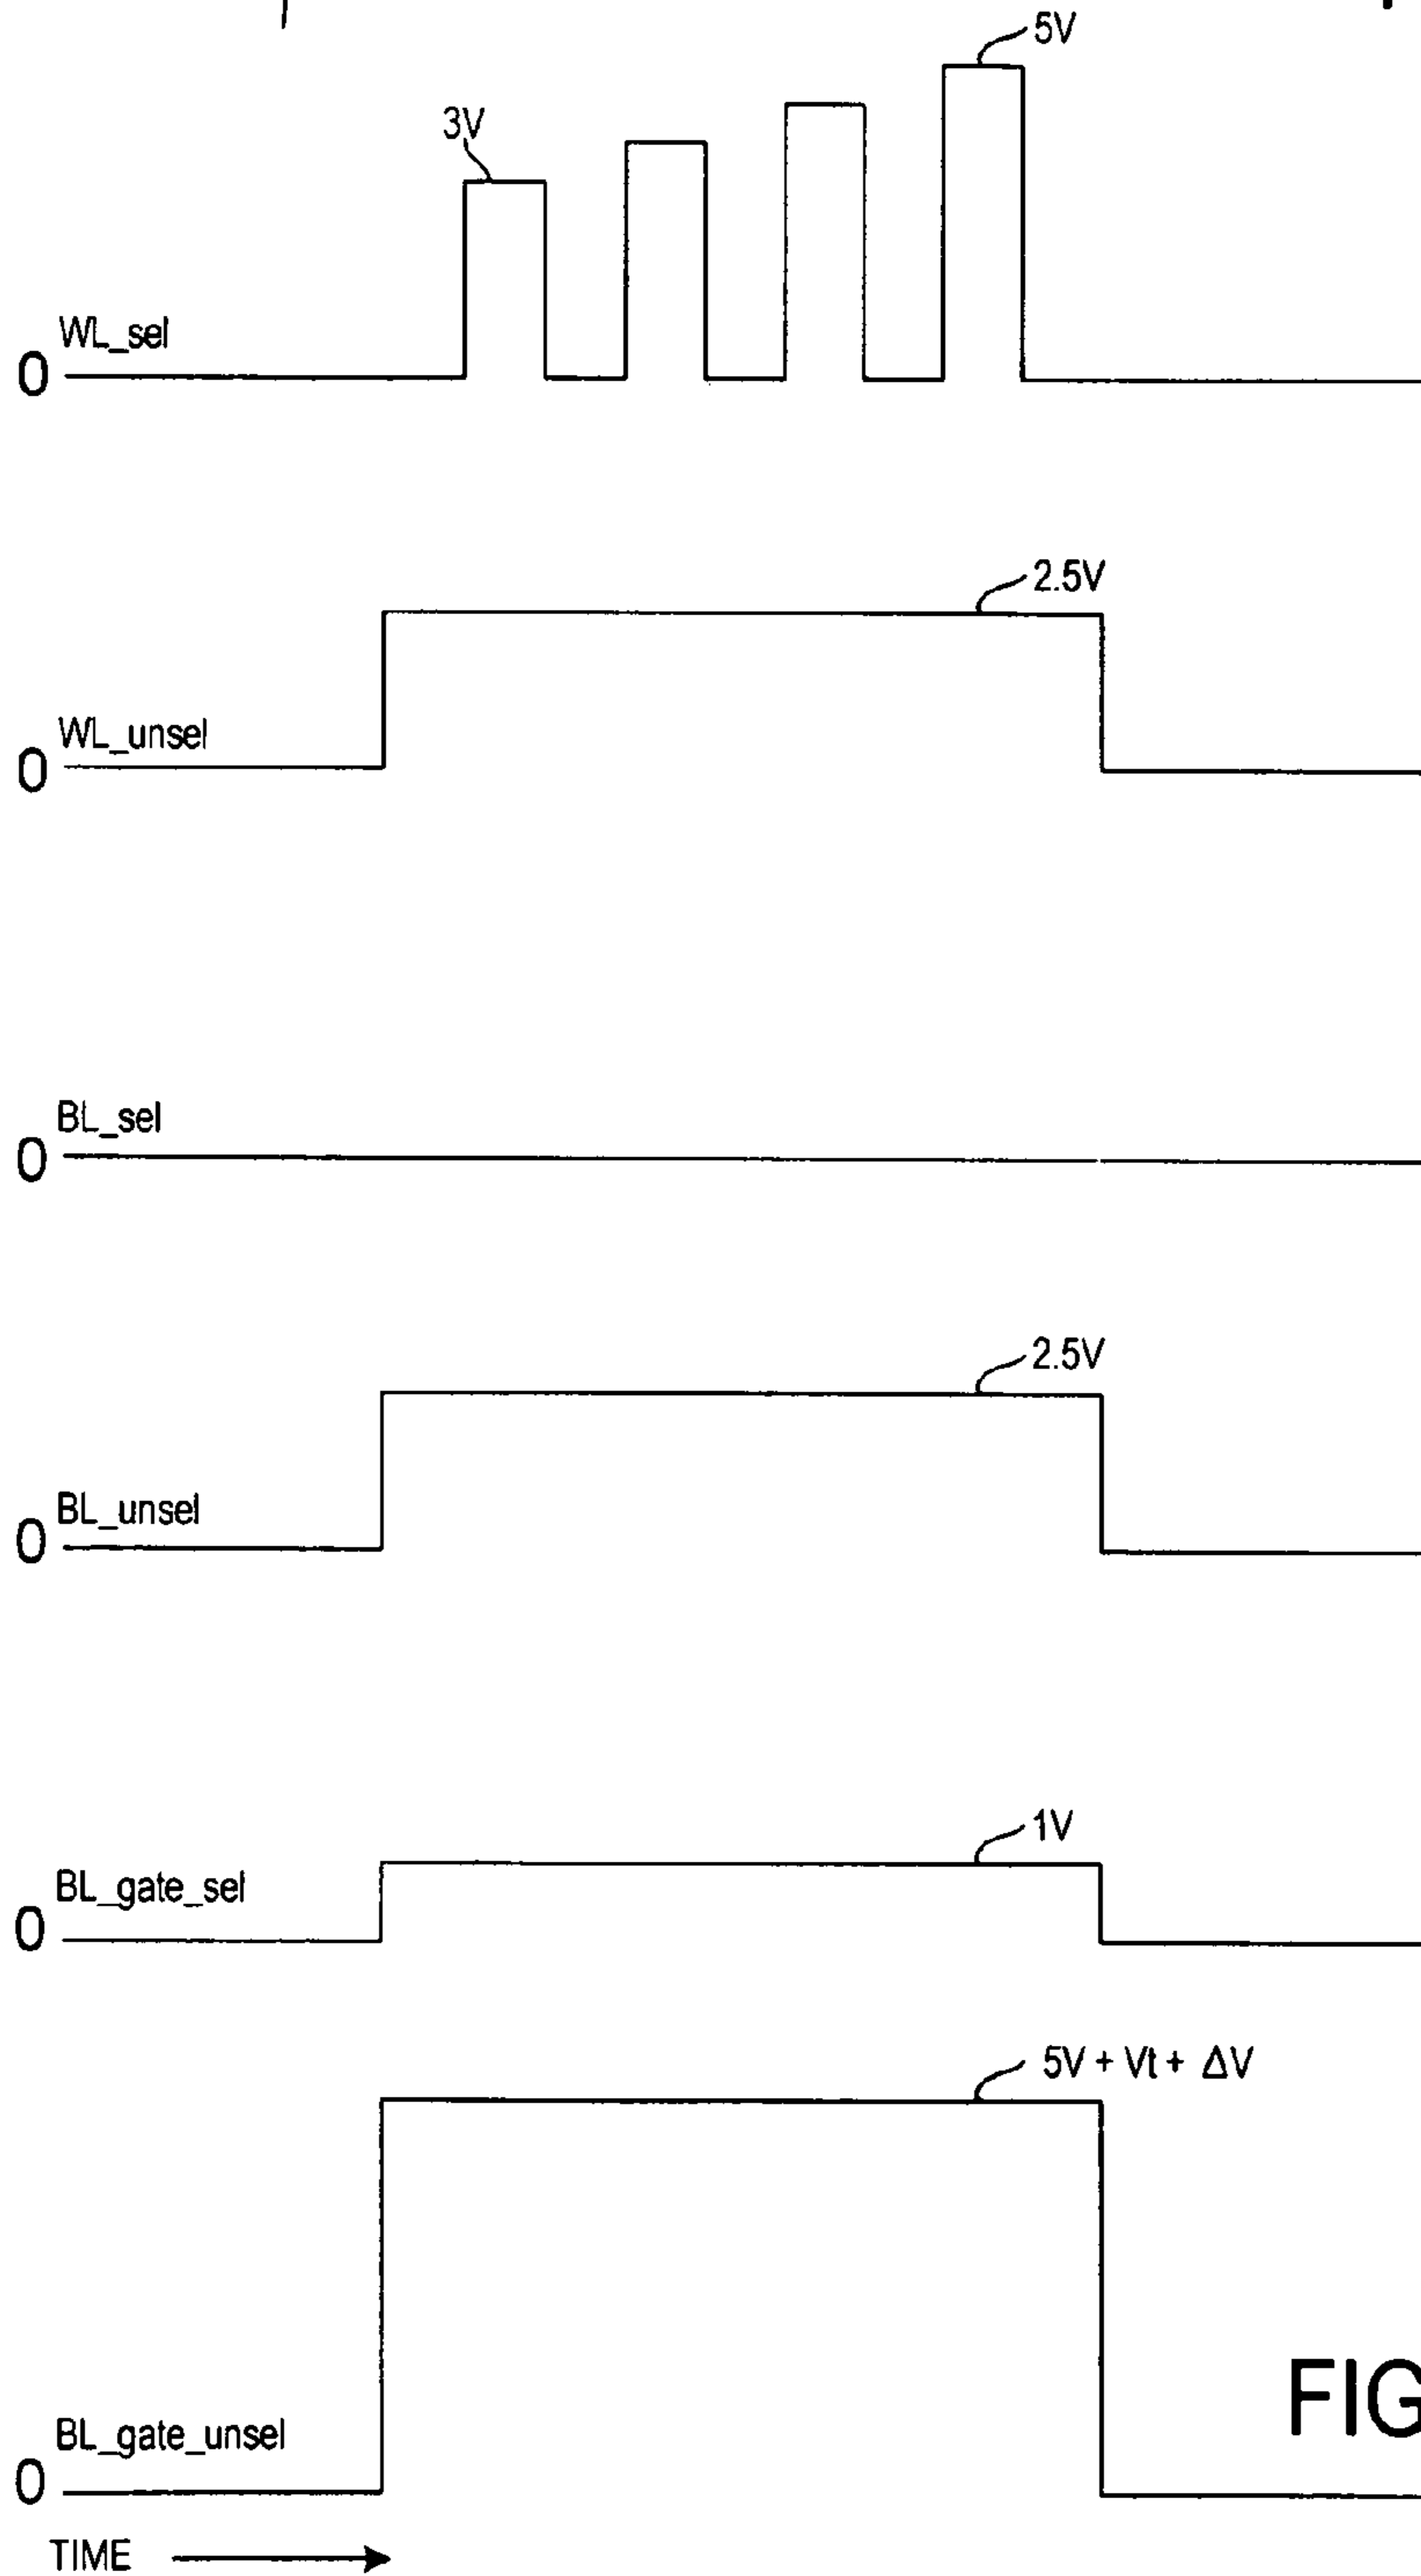 5V
3V
WL_sel
0
2.5V
WL_unsel
0
BL_sel
0
2.5V
BL_unsel
0
1V
BL_gate_sel
0
5V + Vt + ΔV
FIG
BL_gate_unsel
0
TIME